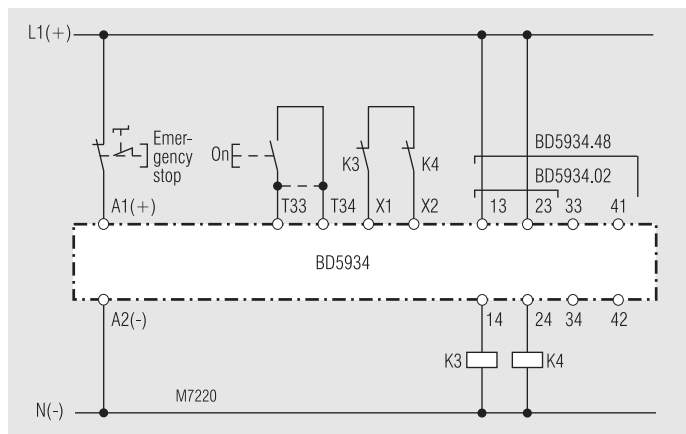 L1(+)
Emer-
gency
stop
On
K3
K4
BD5934.48
BD5934.02
A1(+)
T33
T34
X1
X2
13
23
33
41
BD5934
A2(-)
14
24
34
42
K3
K4
M7220
N(-)